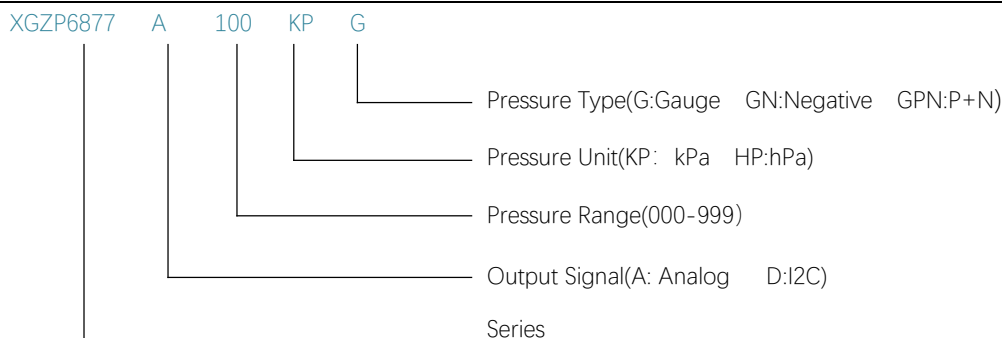 XGZP6877 A 100 KP G
Pressure Type(G:Gauge GN:Negative GPN:P+N)
Pressure Unit(KP： kPa HP:hPa)
Pressure Range(000-999）
Output Signal(A: Analog D:I2C)
Series